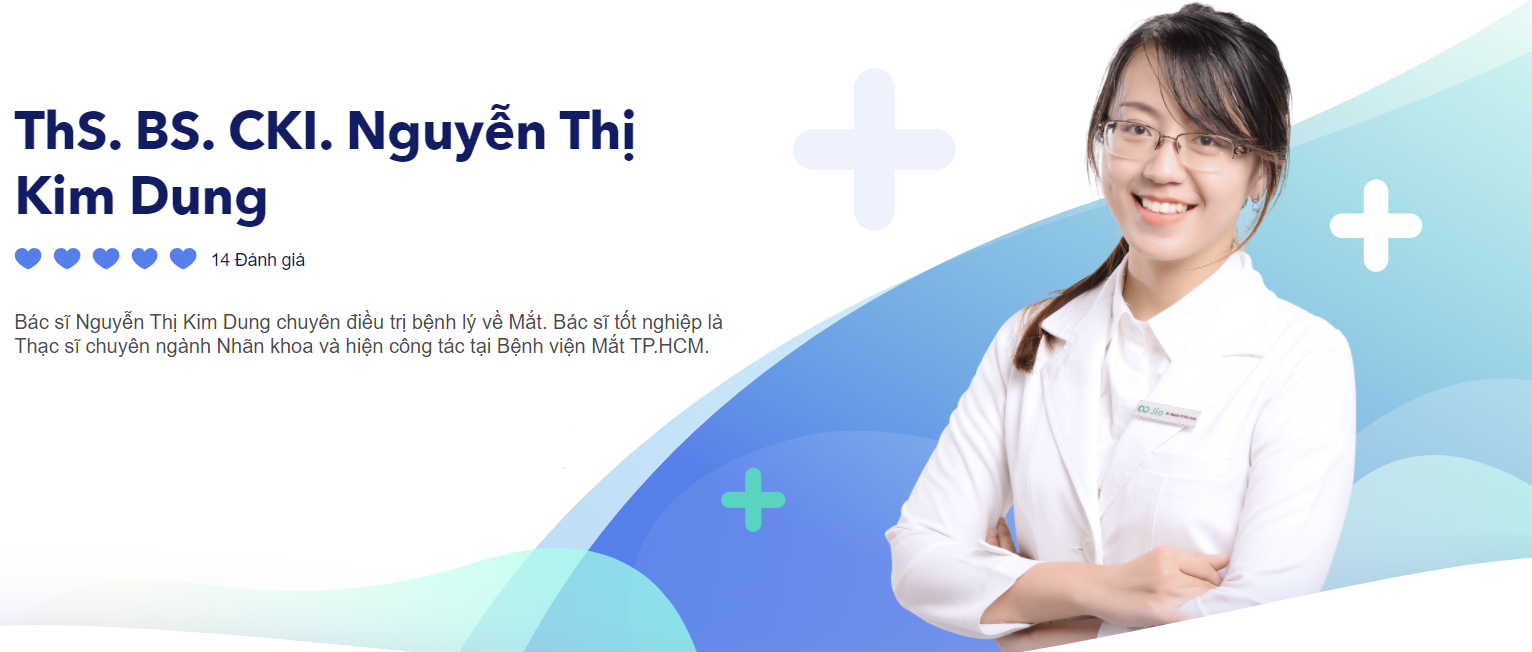 ThS. BS. CKI. Nguyễn Thị
Kim Dung
14 Đánh giá
Bác sĩ Nguyễn Thị Kim Dung chuyên điều trị bệnh lý về Mắt. Bác sĩ tốt nghiệp là
Thạc sĩ chuyên ngành Nhãn khoa và hiện công tác tại Bệnh viện Mắt TP.HCM.
Jio